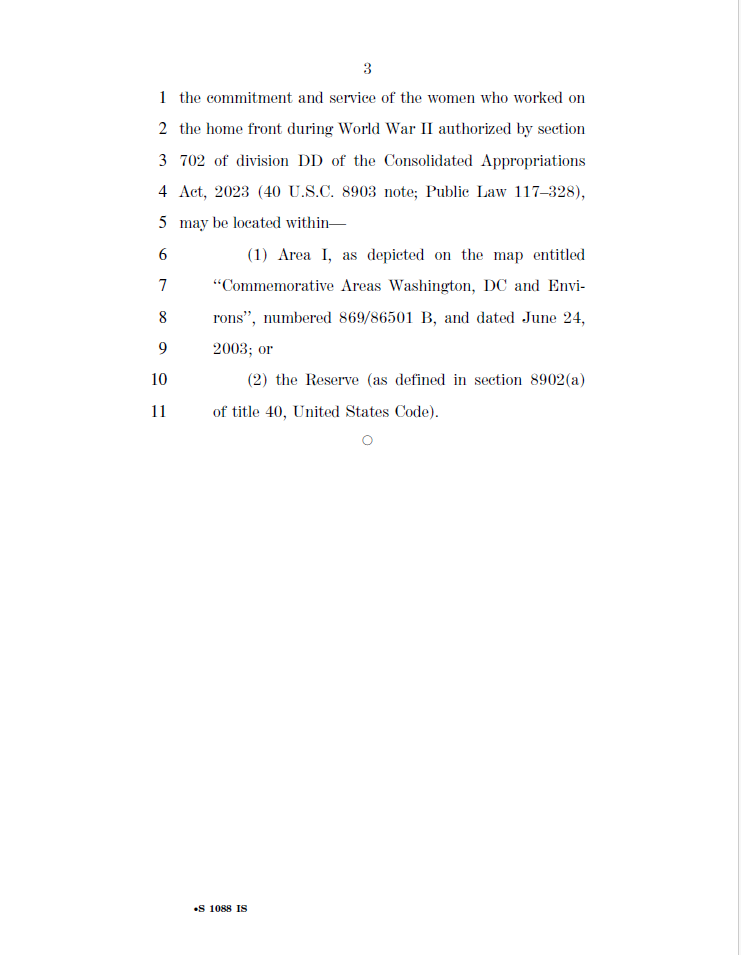 3
1 the commitment and service of the women who worked on
2 the home front during World War II authorized by section
3 702 of division DD of the Consolidated Appropriations
4 Act, 2023 (40 U.S.C. 8903 note; Public Law 117–328),
5 may be located within—
6 (1) Area I, as depicted on the map entitled
7 ‘‘Commemorative Areas Washington, DC and Envi-
8 rons’’, numbered 869/86501 B, and dated June 24,
9 2003; or
10 (2) the Reserve (as defined in section 8902(a)
11 of title 40, United States Code).
•S 1088 IS